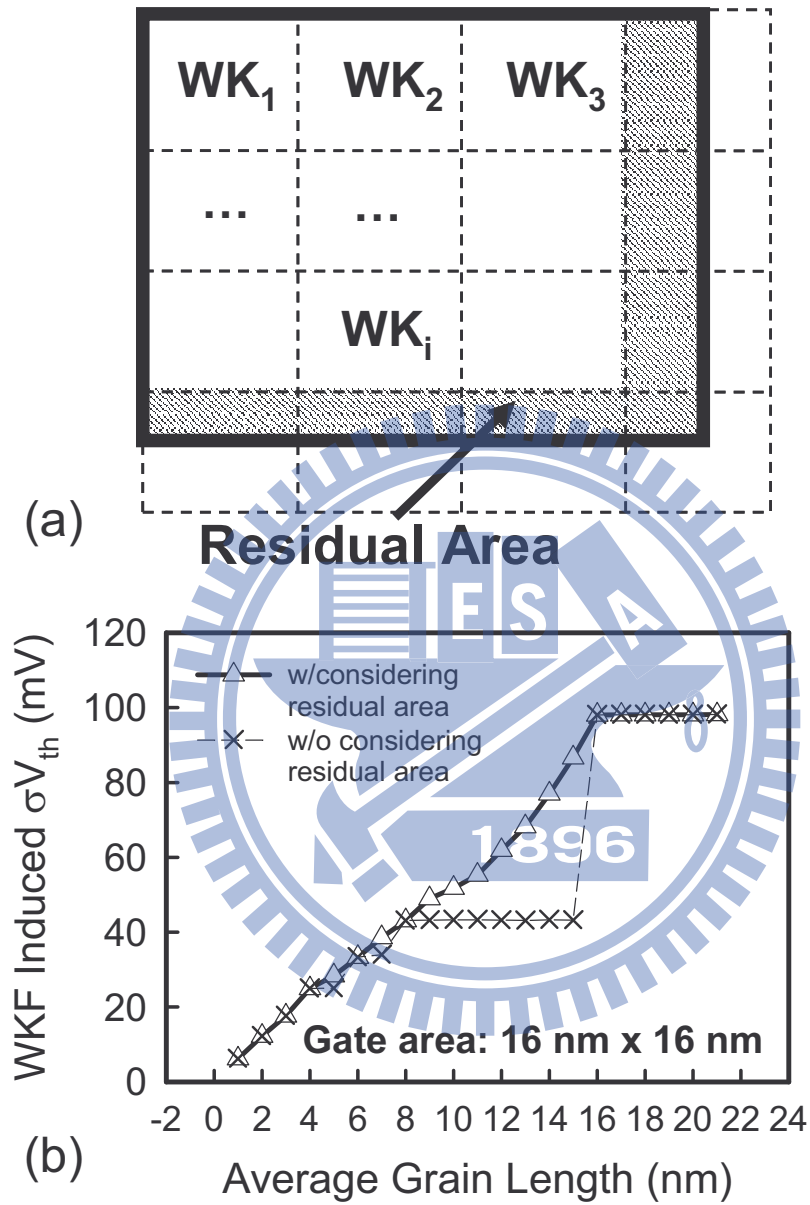 WK1 WK2 WK3
... ...
WKi
(a)
Residual Area
E S A
1896
WKF Induced σVth (mV)
120
100
80
60
40
20
0
w/considering
residual area
w/o considering
residual area
Gate area: 16 nm x 16 nm
-2 0 2 4 6 8 10 12 14 16 18 20 22 24
(b)
Average Grain Length (nm)